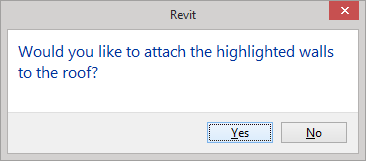 Revit
Would you like to attach the highlighted walls
to the roof?
Yes
No